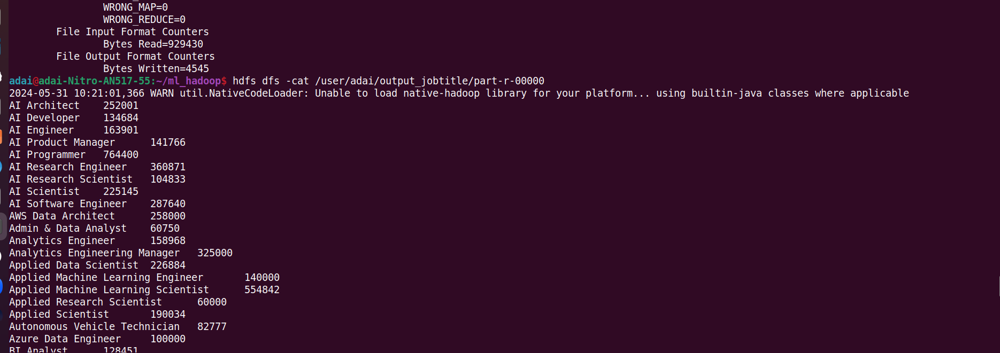 WRONG_MAP=0
WRONG_REDUCE=0
File Input Format Counters
Bytes Read=929430
File Output Format Counters
Bytes Written=4545
adai@adai-Nitro-AN517-55:~/ml_hadoop$ hdfs dfs -cat /user/adai/output_jobtitle/part-r-00000
2024-05-31 10:21:01,366 WARN util.NativeCodeLoader: Unable to load native-hadoop library for your platform... using builtin-java classes where applicable
AI Architect 252001
AI Developer 134684
AI Engineer 163901
AI Product Manager 141766
AI Programmer 764400
AI Research Engineer 360871
AI Research Scientist 104833
AI Scientist 225145
AI Software Engineer 287640
AWS Data Architect 258000
Admin & Data Analyst 60750
Analytics Engineer 158968
Analytics Engineering Manager 325000
Applied Data Scientist 226884
Applied Machine Learning Engineer 140000
Applied Machine Learning Scientist 554842
Applied Research Scientist 60000
Applied Scientist 190034
Autonomous Vehicle Technician 82777
Azure Data Engineer 100000
BI Analyst 128451